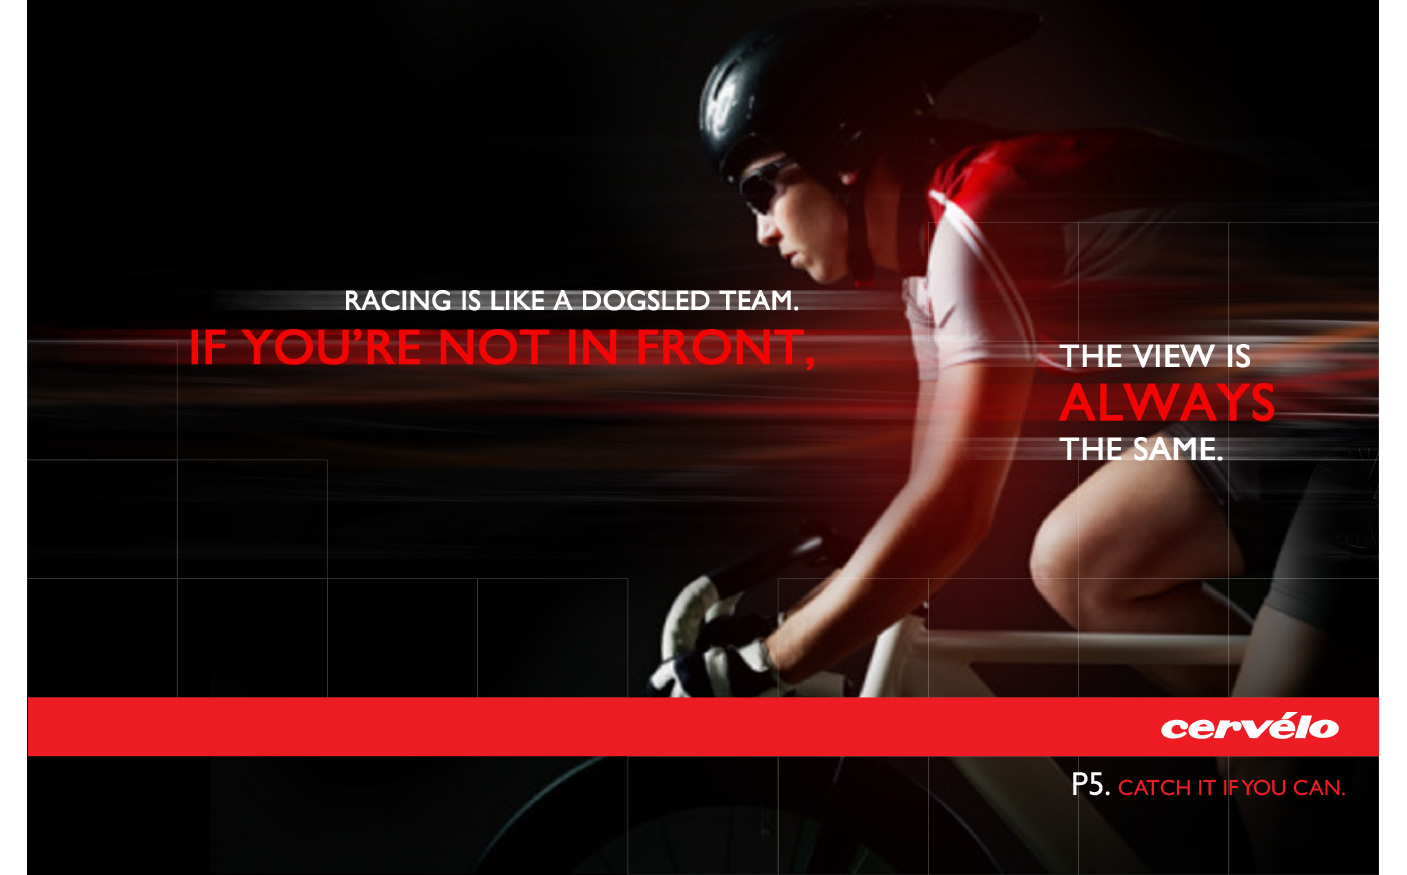 RACING IS LIKE A DOGSLED TEAM.
IF YOU’RE NOT IN FRONT,
THE VIEW IS
ALWAYS
THE SAME.
cervélo
P5. CATCH IT IF YOU CAN.